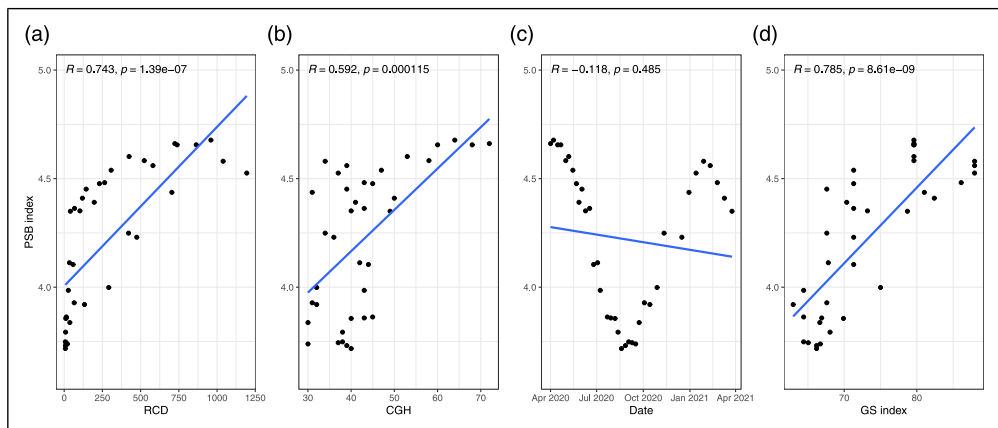 (a) (b) (c) (d)
R = 0.743, p = 1.39e−07
R = 0.592, p = 0.000115
R = −0.118, p = 0.485
R = 0.785, p = 8.61e−09
PSB index
5.0
4.5
4.0
0 250 500 750 1000 1250
RCD
5.0
4.5
4.0
30 40 50 60 70
CGH
5.0
4.5
4.0
Apr 2020 Jul 2020 Oct 2020 Jan 2021 Apr 2021
Date
5.0
4.5
4.0
70 80
GS index